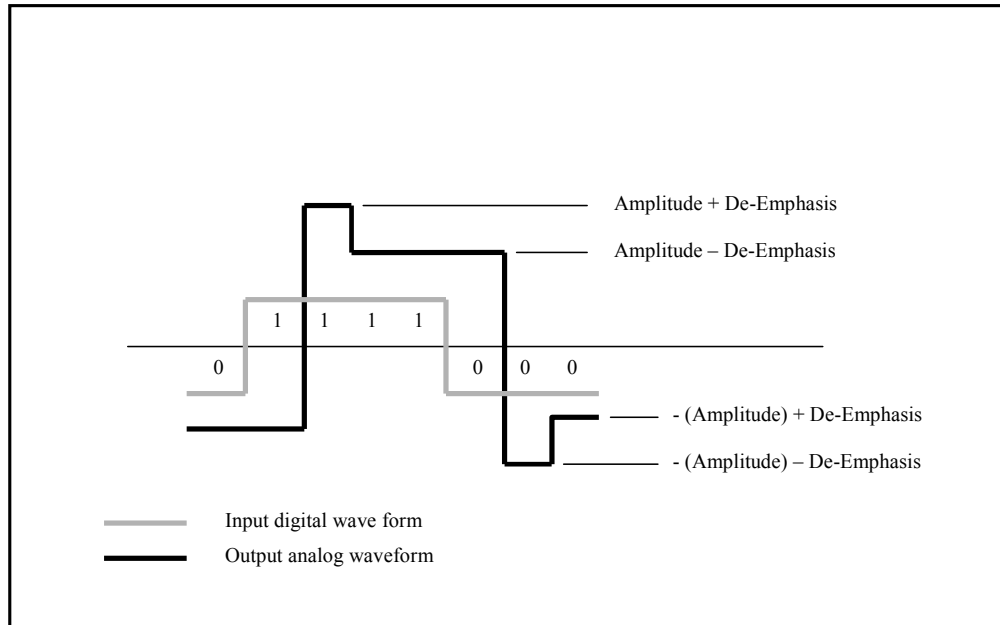 Amplitude + De-Emphasis
Amplitude – De-Emphasis
1 1 1 1
0 0 0 0
- (Amplitude) + De-Emphasis
- (Amplitude) – De-Emphasis
Input digital wave form
Output analog waveform